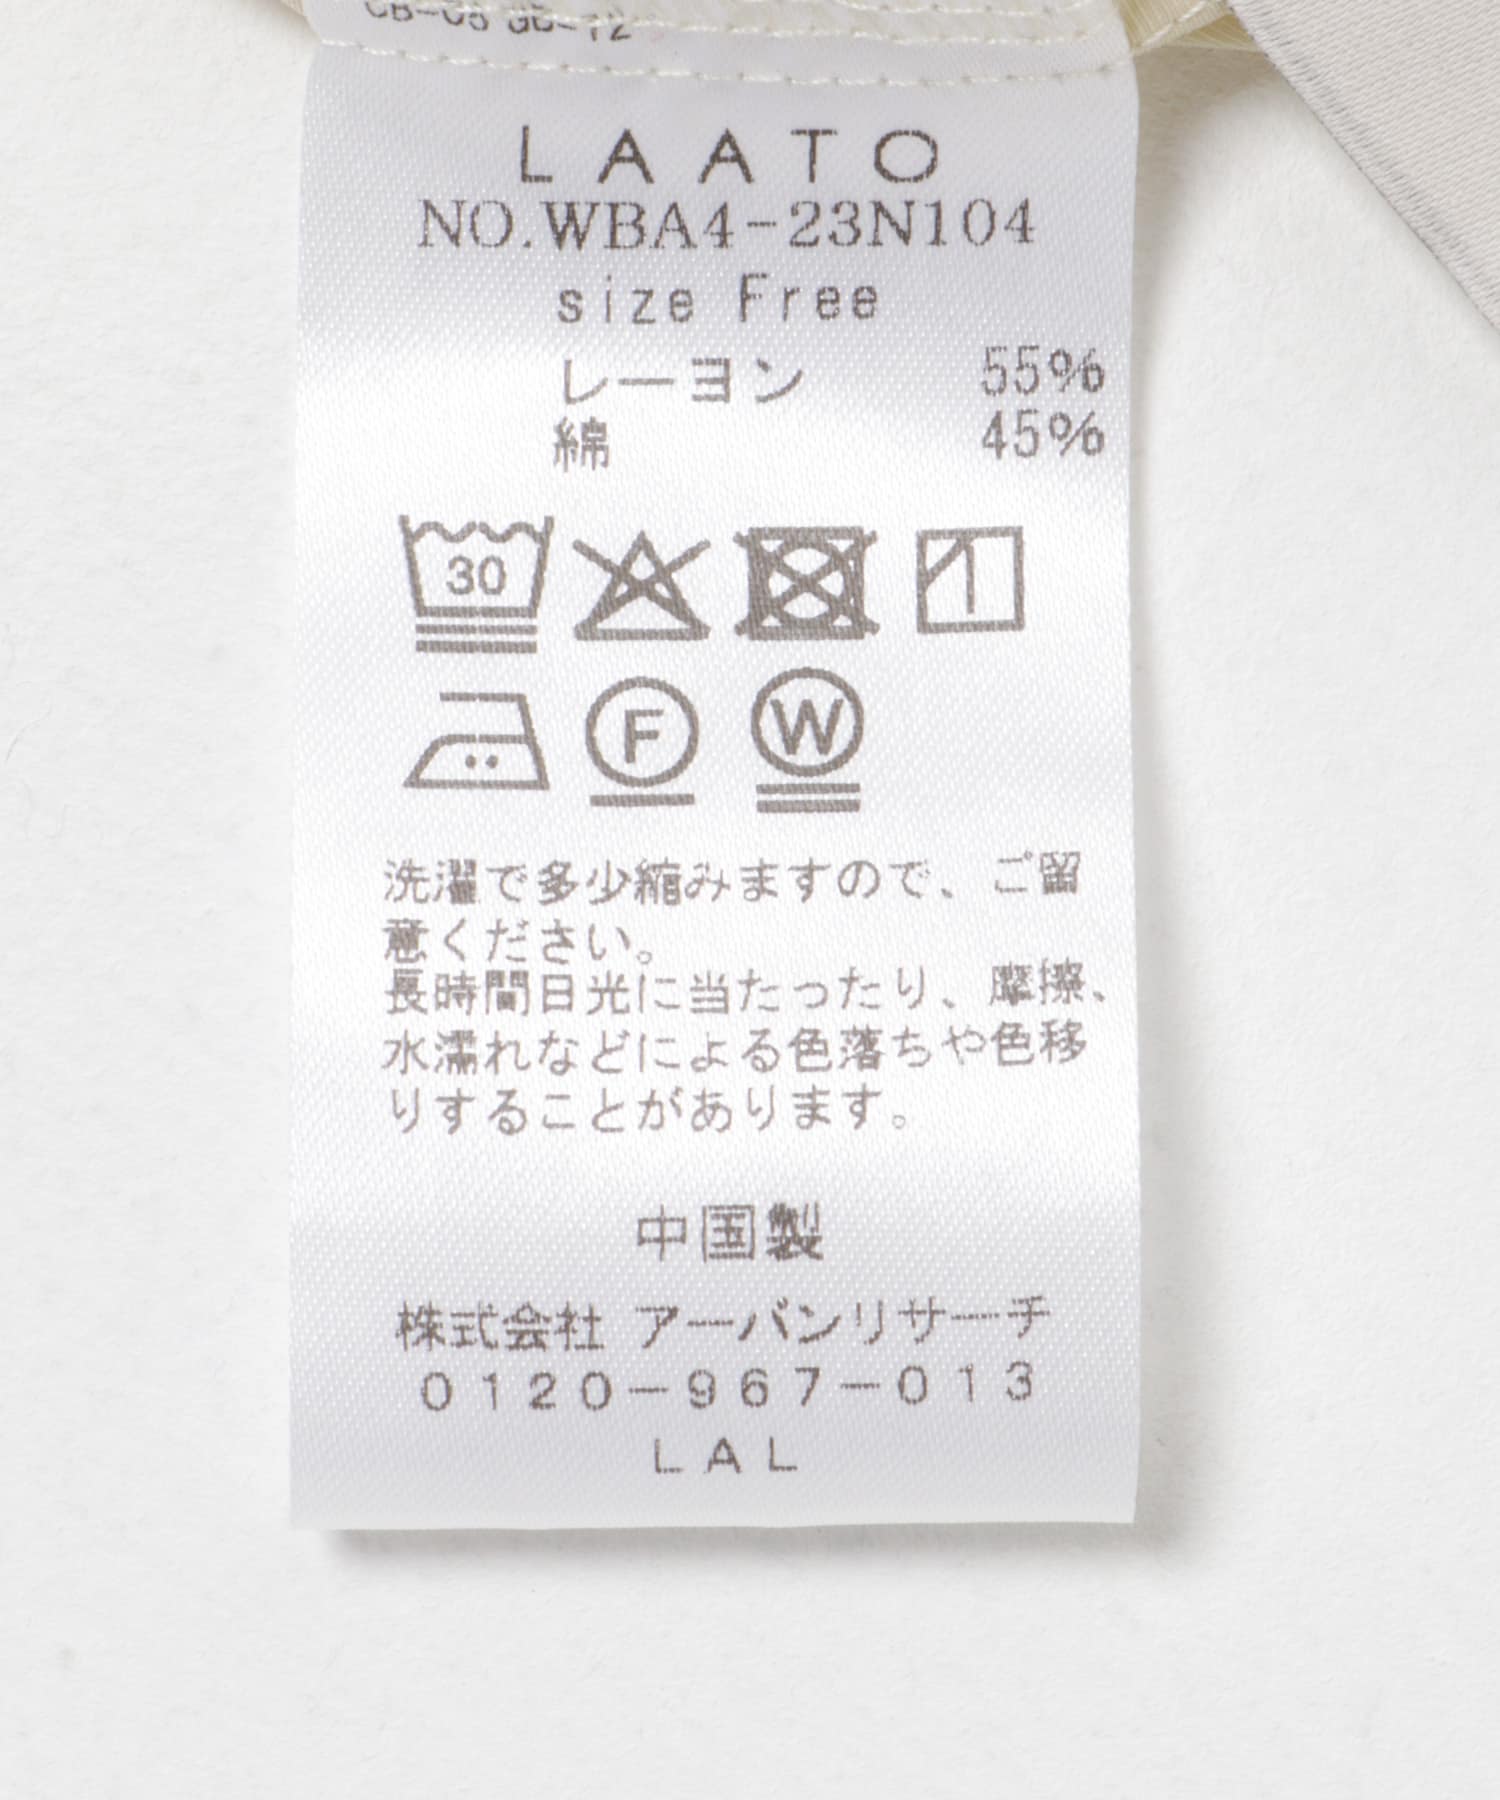 LAATO
NO.WBA4-23N104
size Free
レーヨン 55%
綿 45%
30
F
W
洗濯で多少縮みますので、ご留
意ください。
長時間日光に当たったり、摩擦、
水濡れなどによる色落ちや色移
りすることがあります。
中国製
株式会社 アーバンリサーチ
0120-967-013
LAL